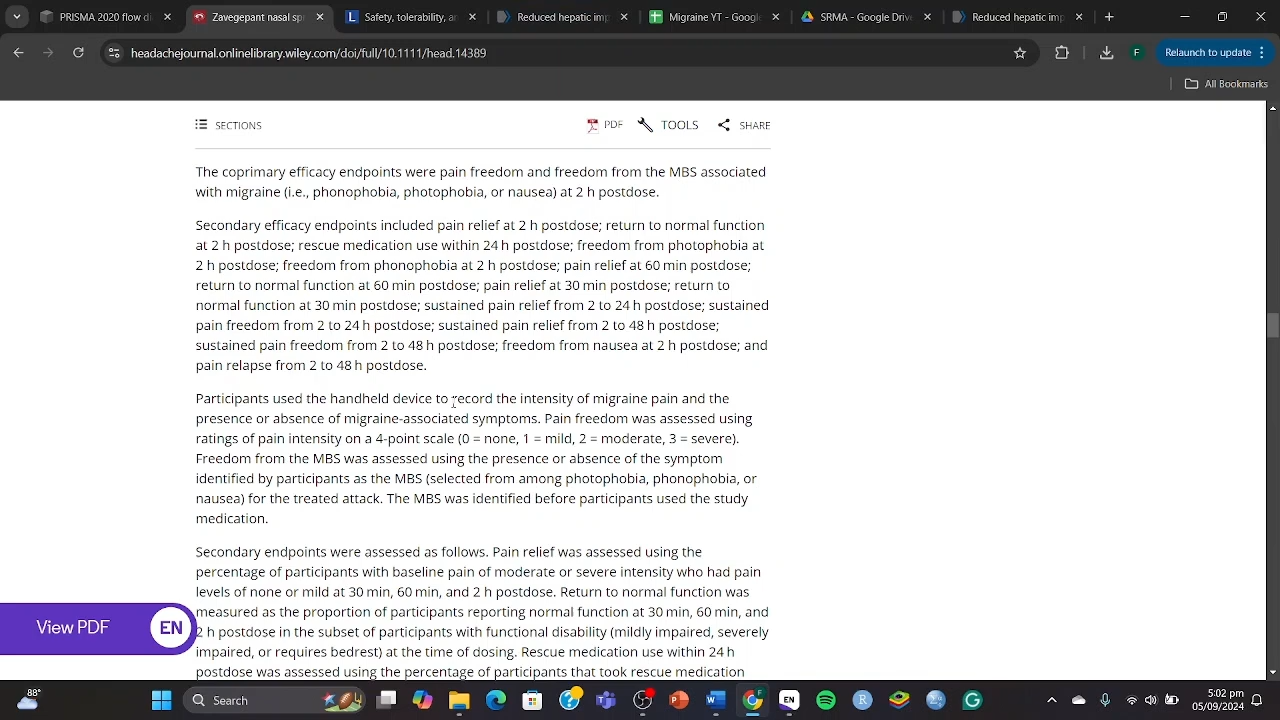 PRISMA 2020 flow di
Zavegepant nasal spr
Safety, tolerability, an
Reduced hepatic imp
Migraine YT - Google
SRMA - Google Drive
Reduced hepatic imp
headachejournal.onlinelibrary.wiley.com/doi/full/10.1111/head.14389
F
Relaunch to update
All Bookmarks
SECTIONS
PDF
TOOLS
SHARE
The coprimary efficacy endpoints were pain freedom and freedom from the MBS associated
with migraine (i.e., phonophobia, photophobia, or nausea) at 2 h postdose.
Secondary efficacy endpoints included pain relief at 2 h postdose; return to normal function
at 2 h postdose; rescue medication use within 24 h postdose; freedom from photophobia at
2 h postdose; freedom from phonophobia at 2 h postdose; pain relief at 60 min postdose;
return to normal function at 60 min postdose; pain relief at 30 min postdose; return to
normal function at 30 min postdose; sustained pain relief from 2 to 24 h postdose; sustained
pain freedom from 2 to 24 h postdose; sustained pain relief from 2 to 48 h postdose;
sustained pain freedom from 2 to 48 h postdose; freedom from nausea at 2 h postdose; and
pain relapse from 2 to 48 h postdose.
Participants used the handheld device to record the intensity of migraine pain and the
presence or absence of migraine-associated symptoms. Pain freedom was assessed using
ratings of pain intensity on a 4-point scale (0 = none, 1 = mild, 2 = moderate, 3 = severe).
Freedom from the MBS was assessed using the presence or absence of the symptom
identified by participants as the MBS (selected from among photophobia, phonophobia, or
nausea) for the treated attack. The MBS was identified before participants used the study
medication.
Secondary endpoints were assessed as follows. Pain relief was assessed using the
percentage of participants with baseline pain of moderate or severe intensity who had pain
levels of none or mild at 30 min, 60 min, and 2 h postdose. Return to normal function was
measured as the proportion of participants reporting normal function at 30 min, 60 min, and
2 h postdose in the subset of participants with functional disability (mildly impaired, severely
impaired, or requires bedrest) at the time of dosing. Rescue medication use within 24 h
postdose was assessed using the percentage of participants that took rescue medication
View PDF
EN
88°
Search
EN
5:02 pm
05/09/2024